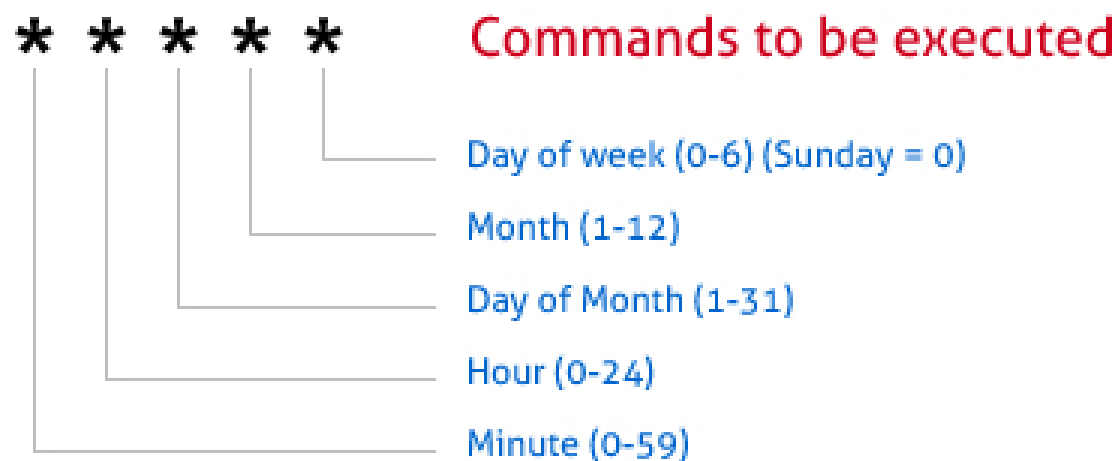 * * * * * Commands to be executed
Day of week (0-6) (Sunday = 0)
Month (1-12)
Day of Month (1-31)
Hour (0-24)
Minute (0-59)